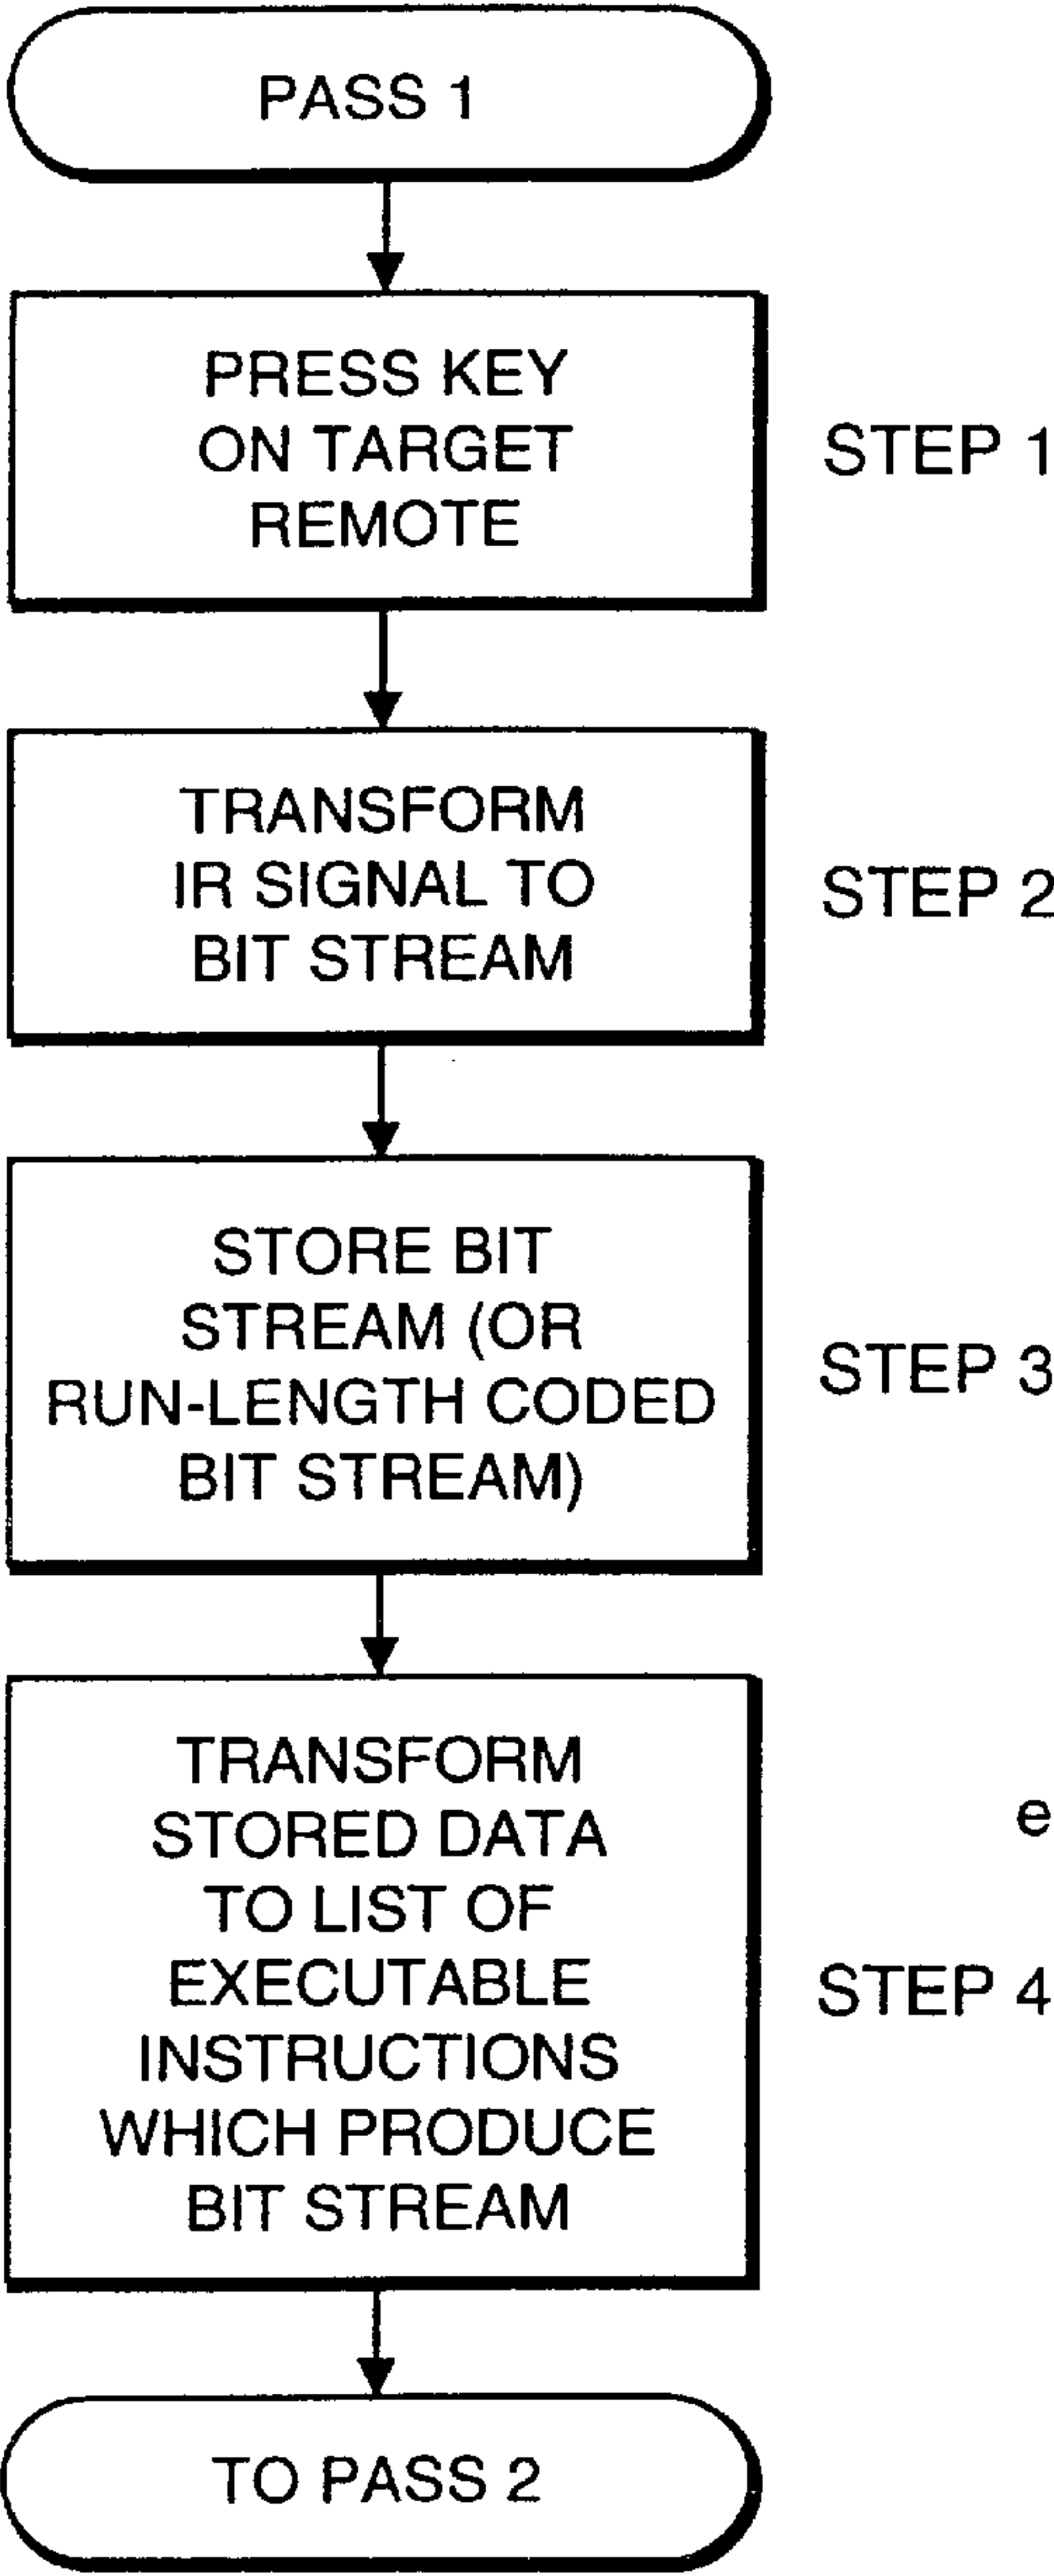 PASS 1
PRESS KEY
ON TARGET
REMOTE
STEP 1
TRANSFORM
IR SIGNAL TO
BIT STREAM
STEP 2
STORE BIT
STREAM (OR
RUN-LENGTH CODED
BIT STREAM)
STEP 3
TRANSFORM
STORED DATA
TO LIST OF
EXECUTABLE
INSTRUCTIONS
WHICH PRODUCE
BIT STREAM
e
STEP 4
TO PASS 2